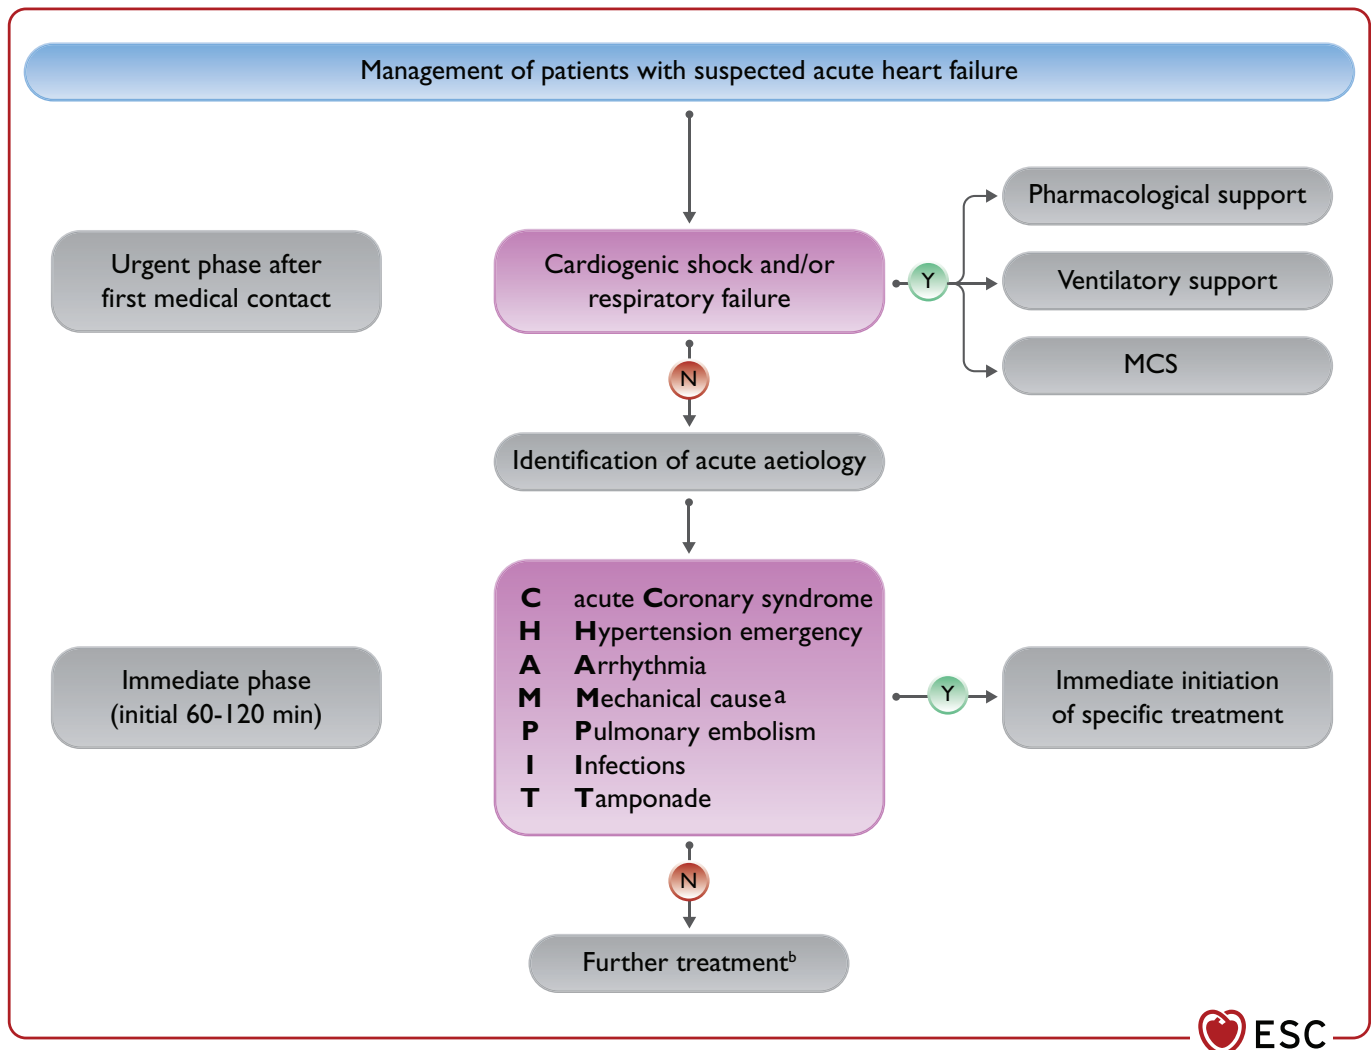 Management of patients with suspected acute heart failure
Pharmacological support
Urgent phase after
first medical contact
Cardiogenic shock and/or
respiratory failure
Y
Ventilatory support
MCS
N
Identification of acute aetiology
C acute Coronary syndrome
H Hypertension emergency
A Arrhythmia
M Mechanical causeᵃ
P Pulmonary embolism
I Infections
T Tamponade
Immediate phase
(initial 60-120 min)
Y
Immediate initiation
of specific treatment
N
Further treatmentᵇ
ESC